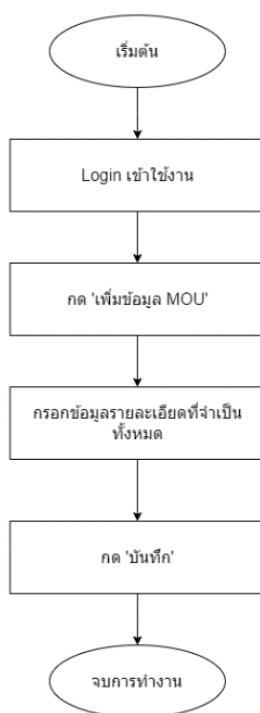 เริ่มต้น
Login เข้าใช้งาน
กด 'เพิ่มข้อมูล MOU'
กรอกข้อมูลรายละเอียดที่จำเป็น
ทั้งหมด
กด 'บันทึก'
จบการทำงาน